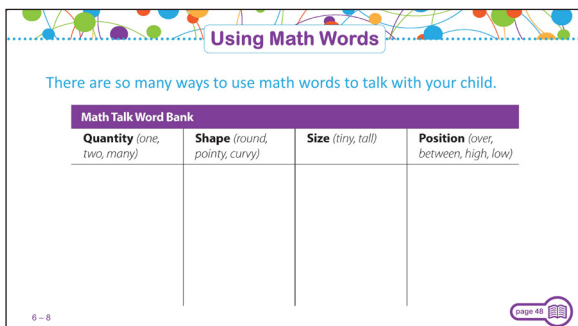 Using Math Words
There are so many ways to use math words to talk with your child.
Math Talk Word Bank
Quantity (one, two, many)
Shape (round, pointy, curvy)
Size (tiny, tall)
Position (over, between, high, low)
6 – 8
page 48